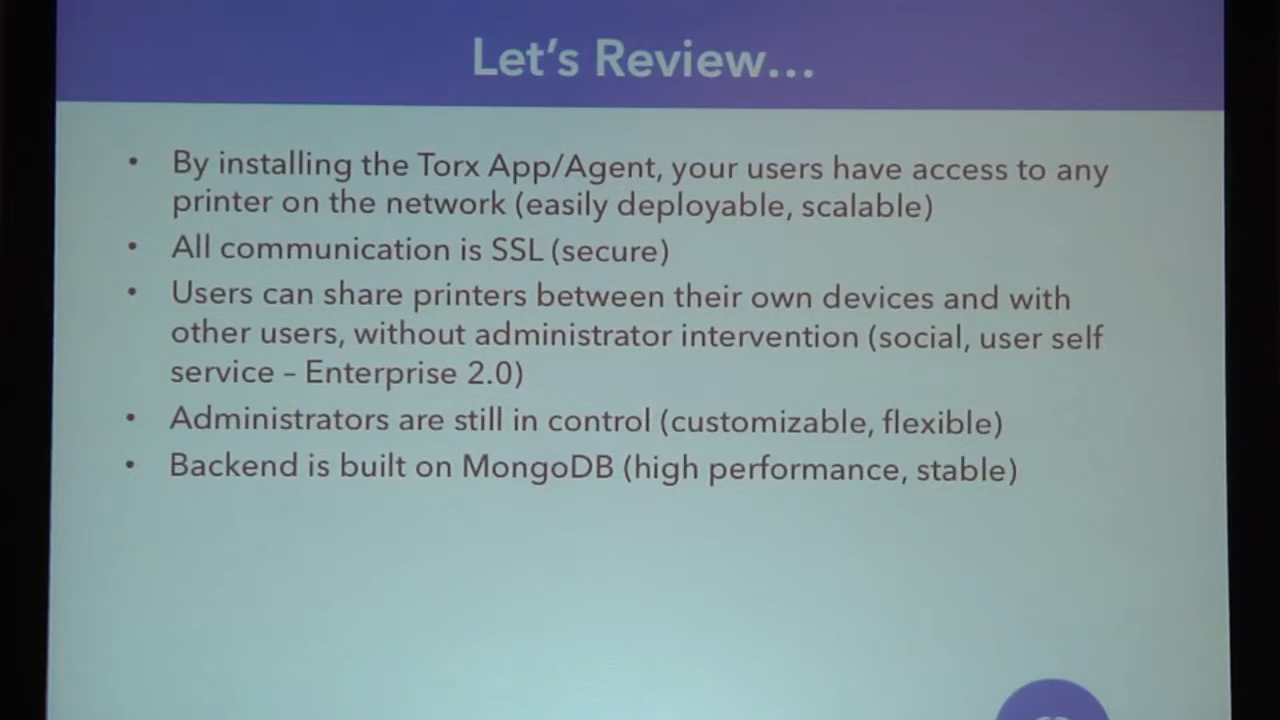 Let's Review...
• By installing the Torx App/Agent, your users have access to any
printer on the network (easily deployable, scalable)
• All communication is SSL (secure)
• Users can share printers between their own devices and with
other users, without administrator intervention (social, user self
service – Enterprise 2.0)
• Administrators are still in control (customizable, flexible)
• Backend is built on MongoDB (high performance, stable)